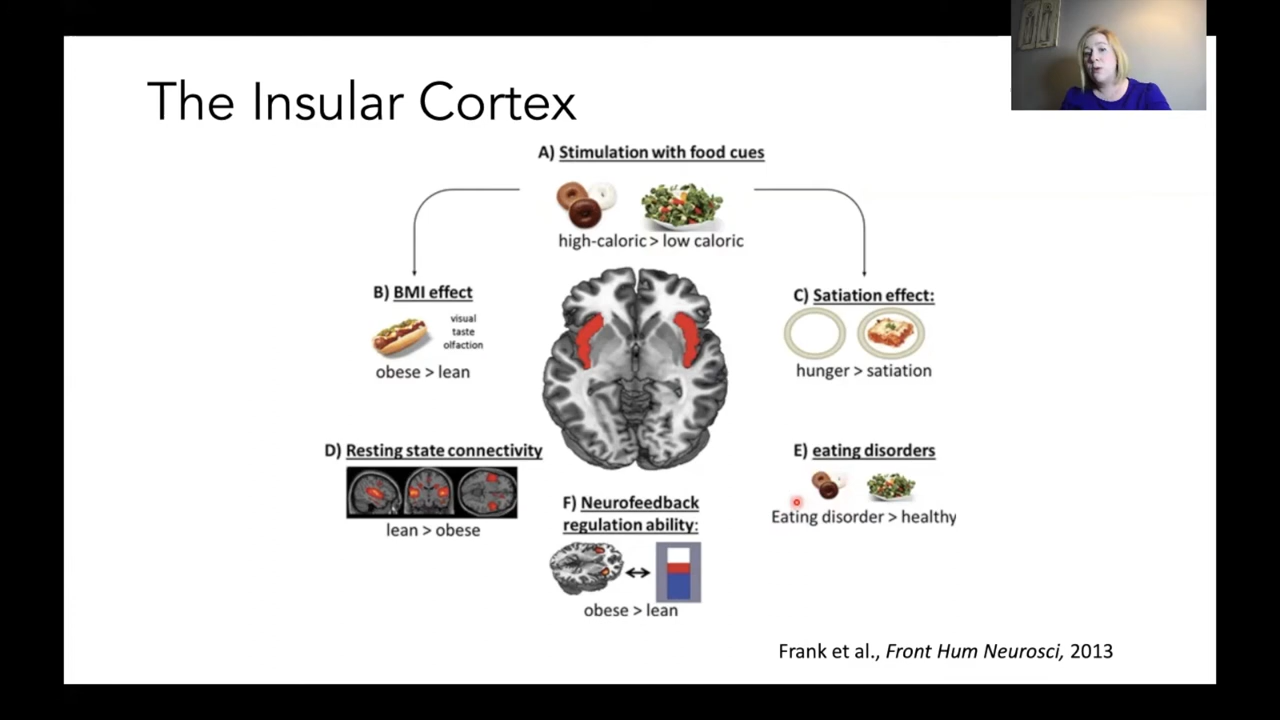 The Insular Cortex
A) Stimulation with food cues
high-caloric > low caloric
B) BMI effect
visual
taste
olfaction
obese > lean
C) Satiation effect:
hunger > satiation
D) Resting state connectivity
lean > obese
E) eating disorders
Eating disorder > healthy
F) Neurofeedback
regulation ability:
obese > lean
Frank et al., Front Hum Neurosci, 2013